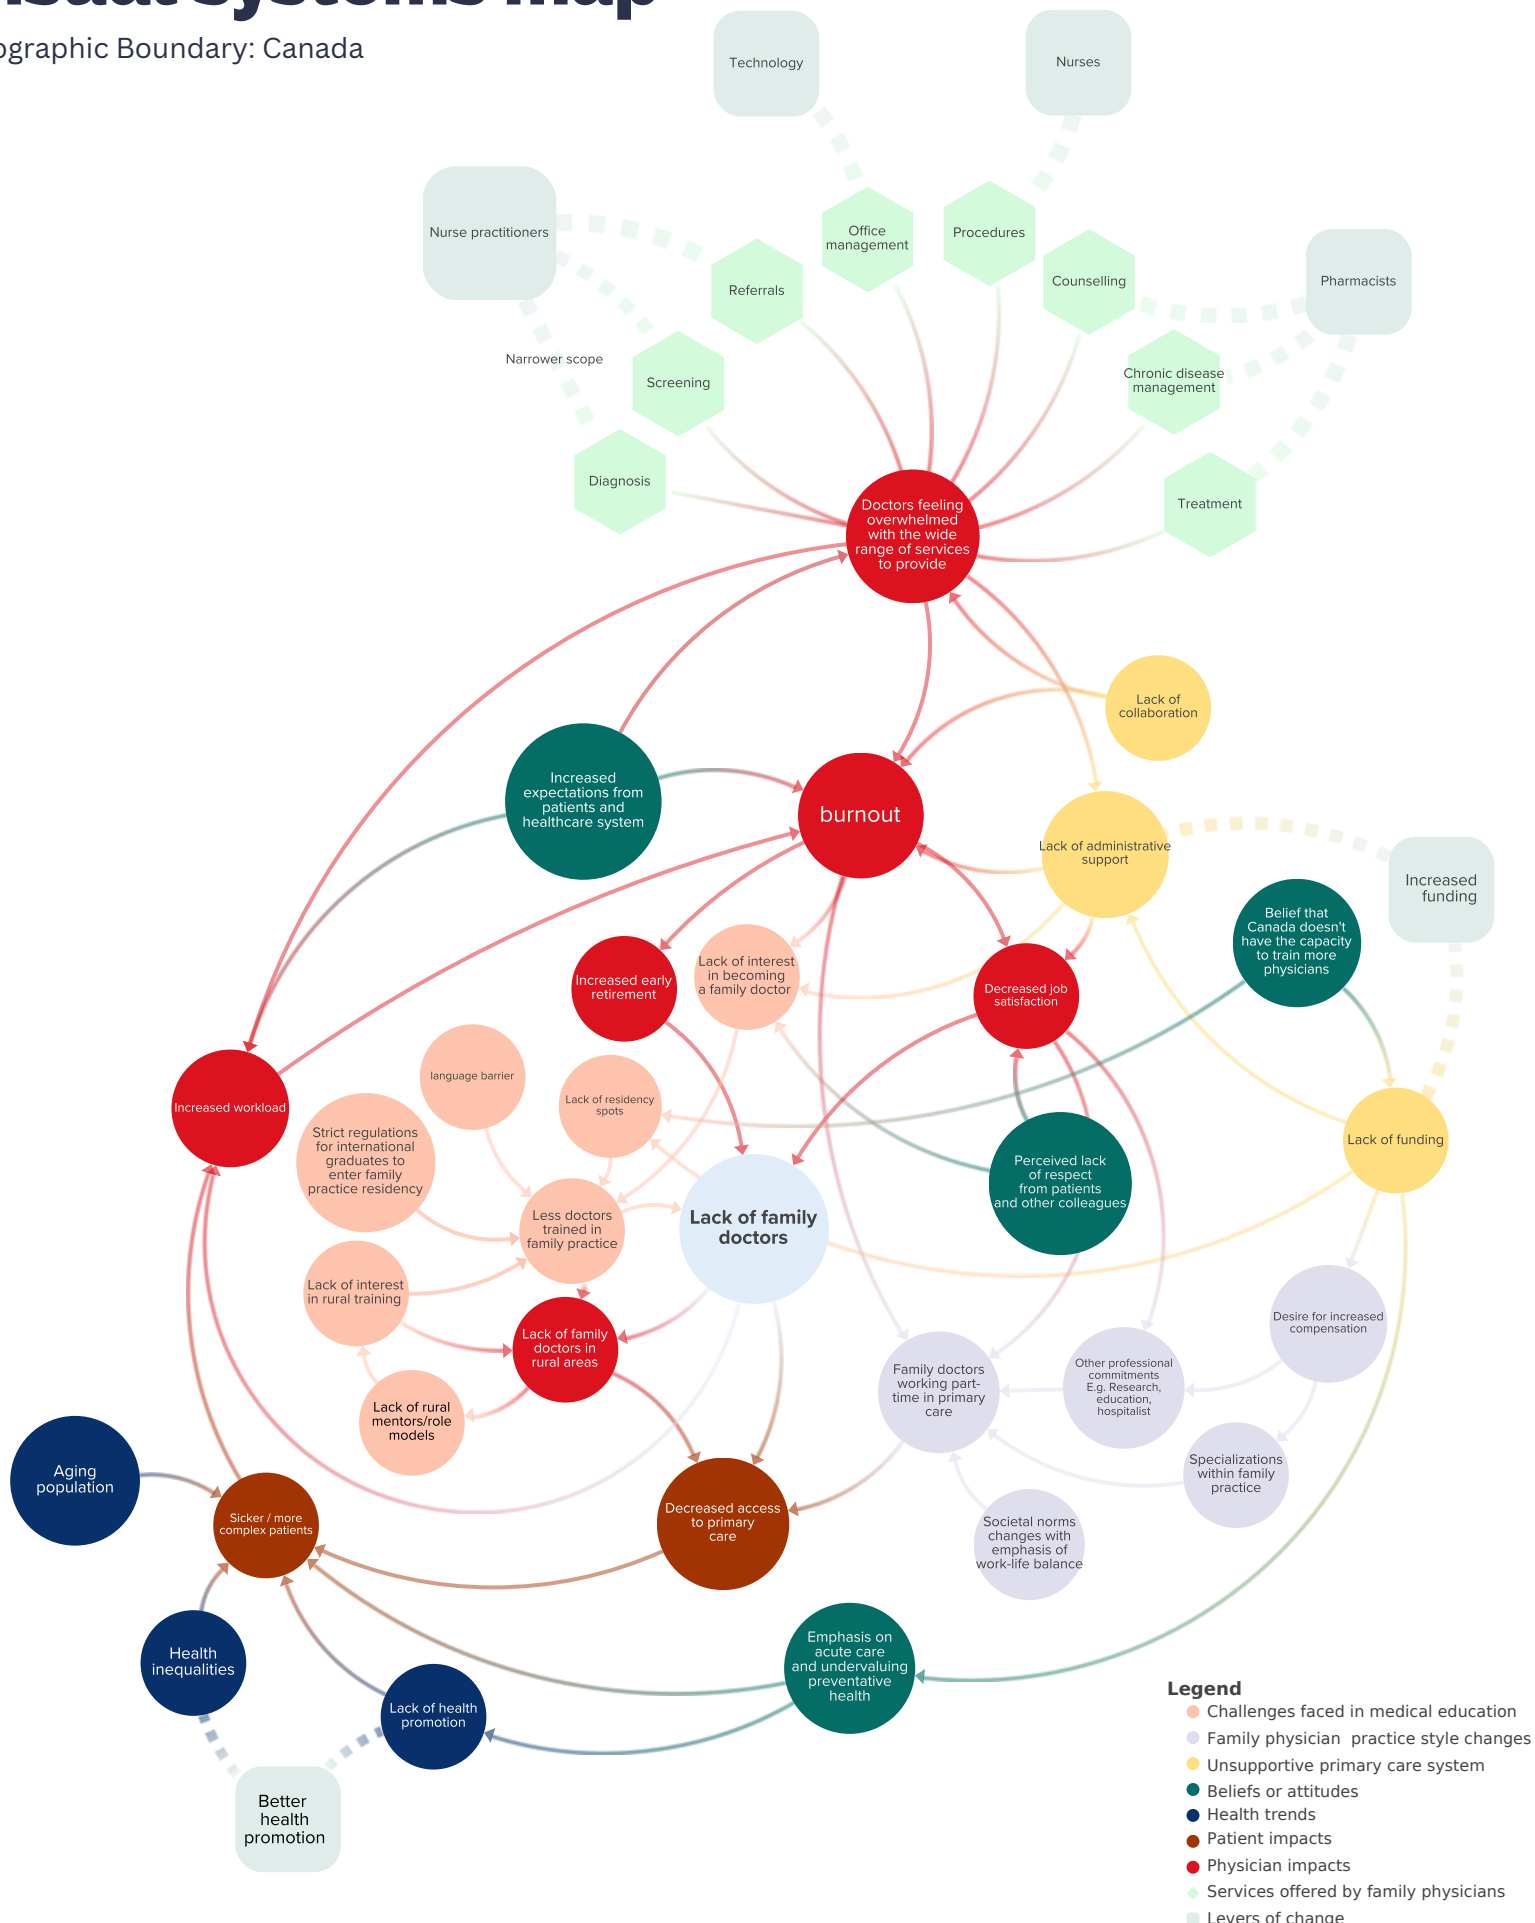 systems map
ographic Boundary: Canada
Technology
Nurses
Nurse practitioners
Office
management
Procedures
Referrals
Counselling
Pharmacists
Narrower scope
Screening
Chronic disease
management
Diagnosis
Treatment
Doctors feeling
overwhelmed
with the wide
range of services
to provide
Lack of
collaboration
Increased
expectations from
patients and
healthcare system
burnout
Lack of administrative
support
Increased
funding
Belief that
Canada doesn't
have the capacity
to train more
physicians
Increased early
retirement
Lack of interest
in becoming
a family doctor
Decreased job
satisfaction
language barrier
Lack of residency
spots
Increased workload
Strict regulations
for international
graduates to
enter family
practice residency
Lack of funding
Perceived lack
of respect
from patients
and other colleagues
Less doctors
trained in
family practice
Lack of family
doctors
Lack of interest
in rural training
Lack of family
doctors in
rural areas
Desire for increased
compensation
Family doctors
working part-
time in primary
care
Other professional
commitments
E.g. Research,
education,
hospitalist
Lack of rural
mentors/role
models
Specializations
within family
practice
Aging
population
Sicker / more
complex patients
Decreased access
to primary
care
Societal norms
changes with
emphasis of
work-life balance
Health
inequalities
Emphasis on
acute care
and undervaluing
preventative
health
Lack of health
promotion
Better
health
promotion
Legend
Challenges faced in medical education
Family physician  practice style changes
Unsupportive primary care system
Beliefs or attitudes
Health trends
Patient impacts
Physician impacts
Services offered by family physicians
Levers of change